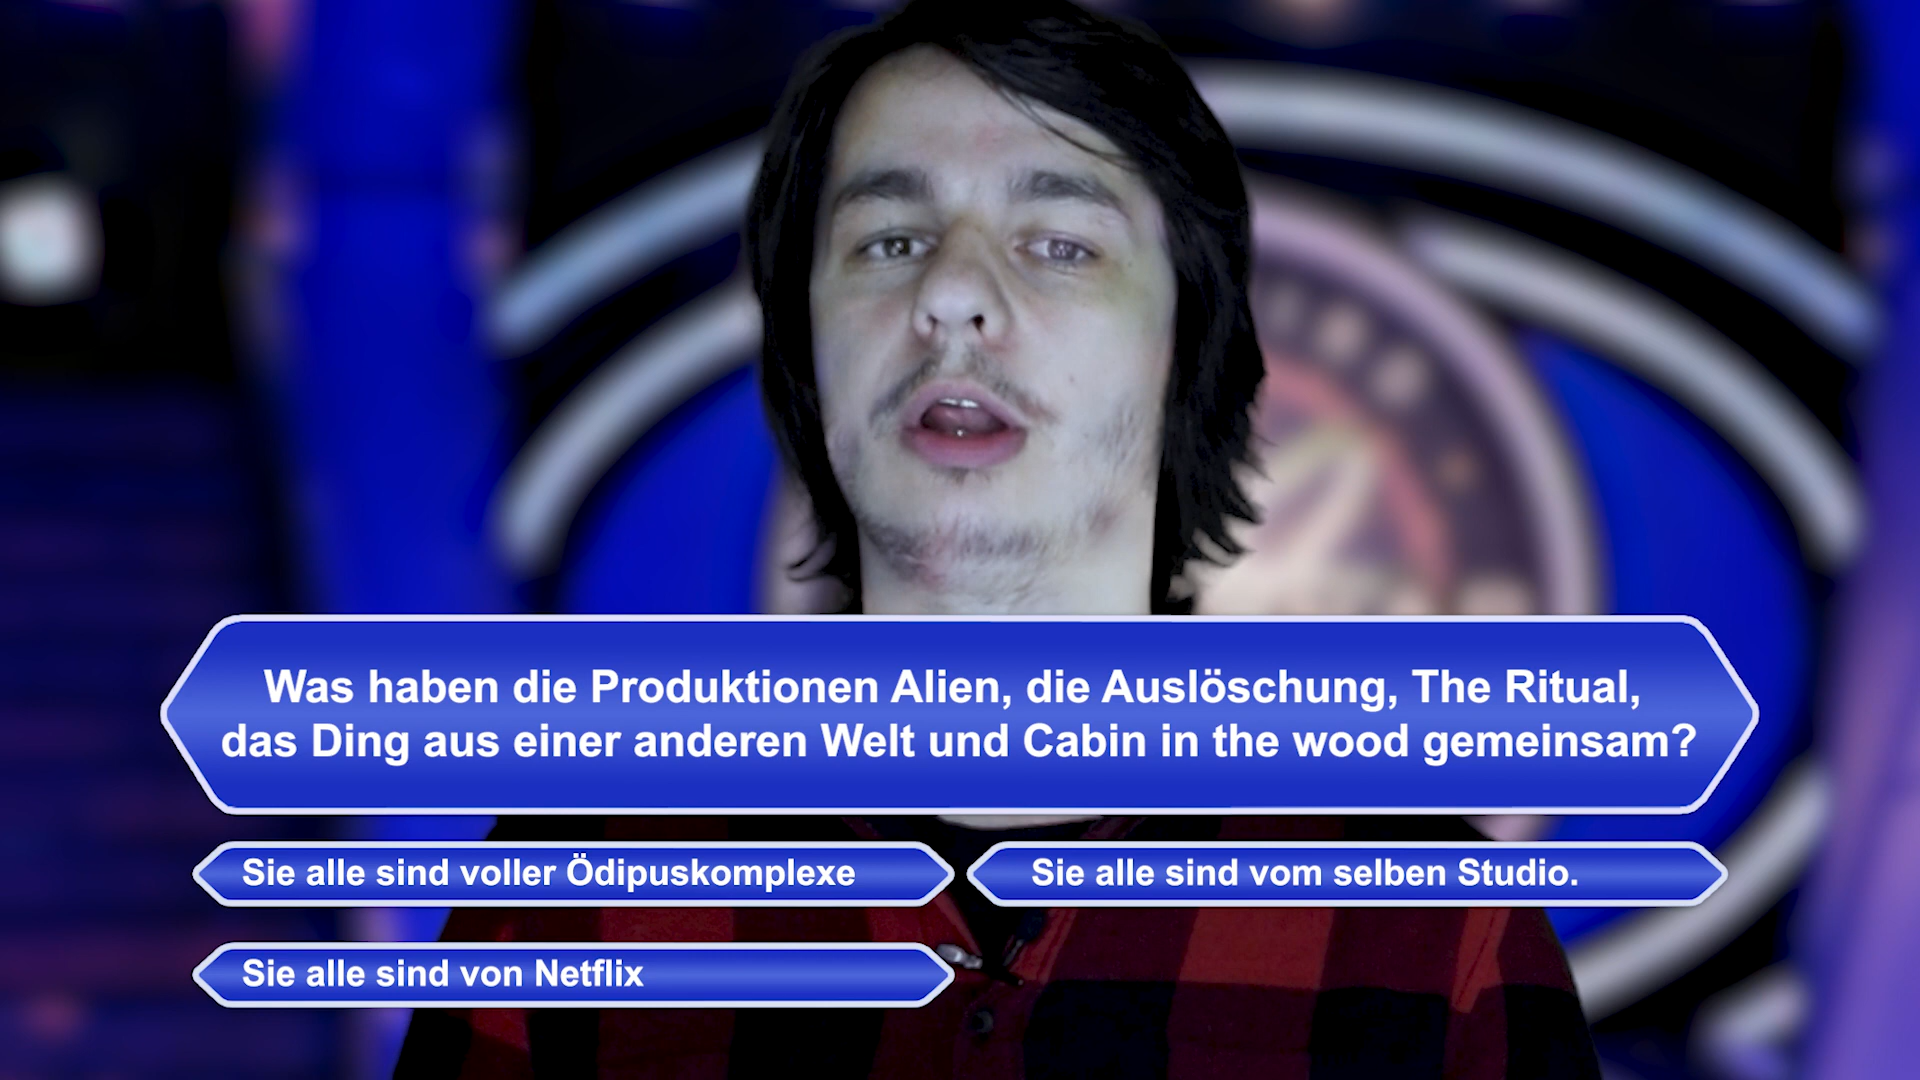 Was haben die Produktionen Alien, die Auslöschung, The Ritual,
das Ding aus einer anderen Welt und Cabin in the wood gemeinsam?
Sie alle sind voller Ödipuskomplexe
Sie alle sind vom selben Studio.
Sie alle sind von Netflix